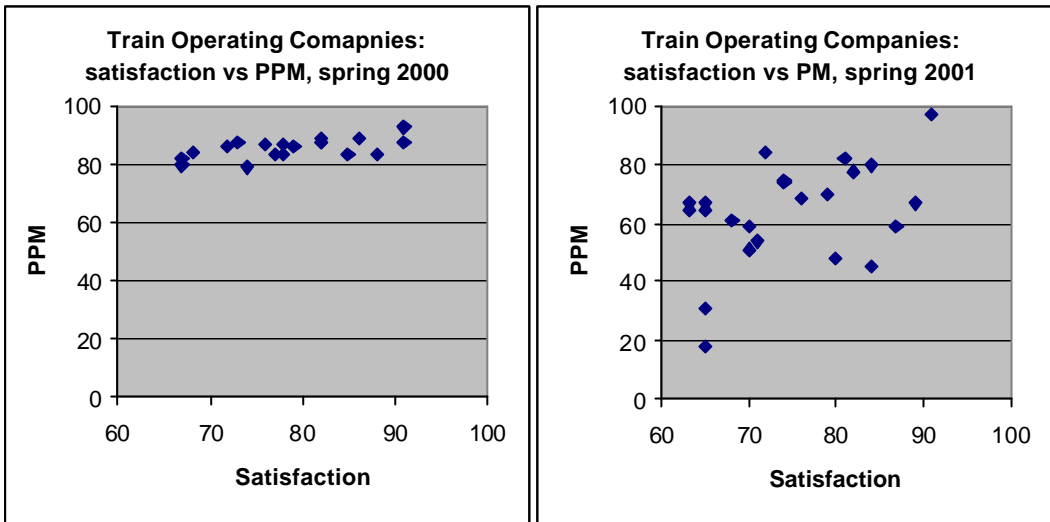 Train Operating Comapnies:
satisfaction vs PPM, spring 2000
100
80
60
40
20
0
PPM
60 70 80 90 100
Satisfaction
Train Operating Companies:
satisfaction vs PM, spring 2001
100
80
60
40
20
0
PPM
60 70 80 90 100
Satisfaction